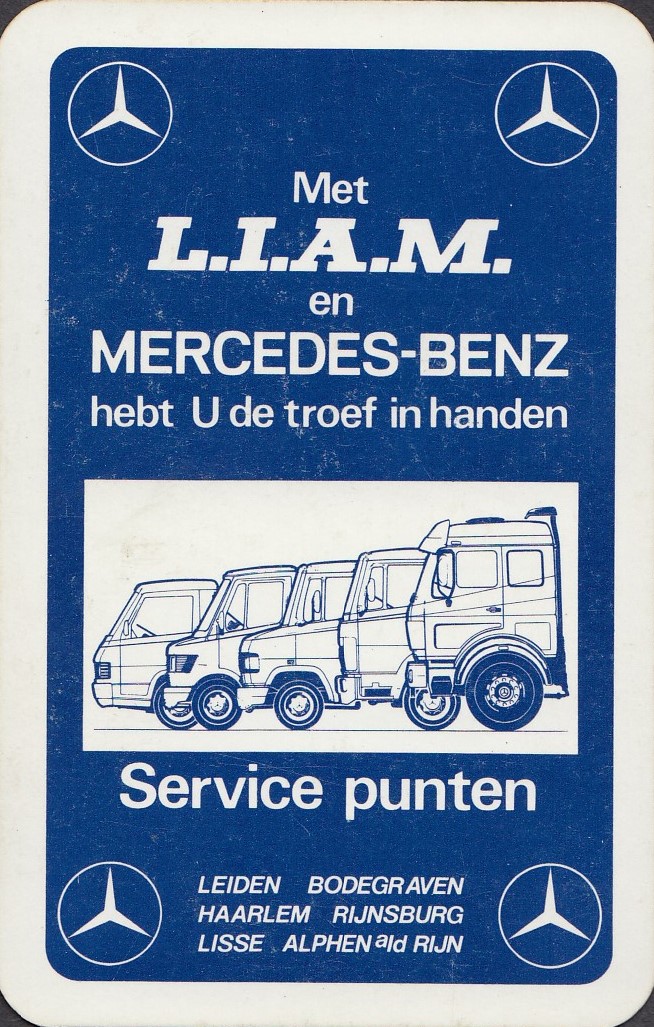 Met
L.I.A.M.
en
MERCEDES-BENZ
hebt U de troef in handen
Service punten
LEIDEN BODEGRAVEN
HAARLEM RIJNSBURG
LISSE ALPHEN a/d RIJN